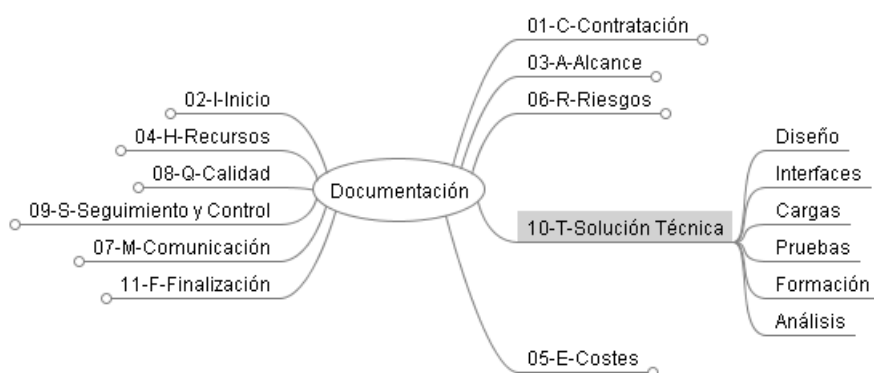 01-C-Contratación
03-A-Alcance
06-R-Riesgos
02-I-Inicio
04-H-Recursos
08-Q-Calidad
09-S-Seguimiento y Control
07-M-Comunicación
11-F-Finalización
Documentación
10-T-Solución Técnica
Diseño
Interfaces
Cargas
Pruebas
Formación
Análisis
05-E-Costes